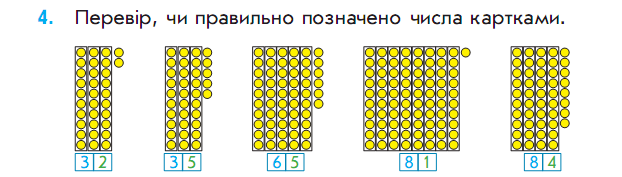 4. Перевір, чи правильно позначено числа картками.
3 2 3 5 6 5 8 1 8 4